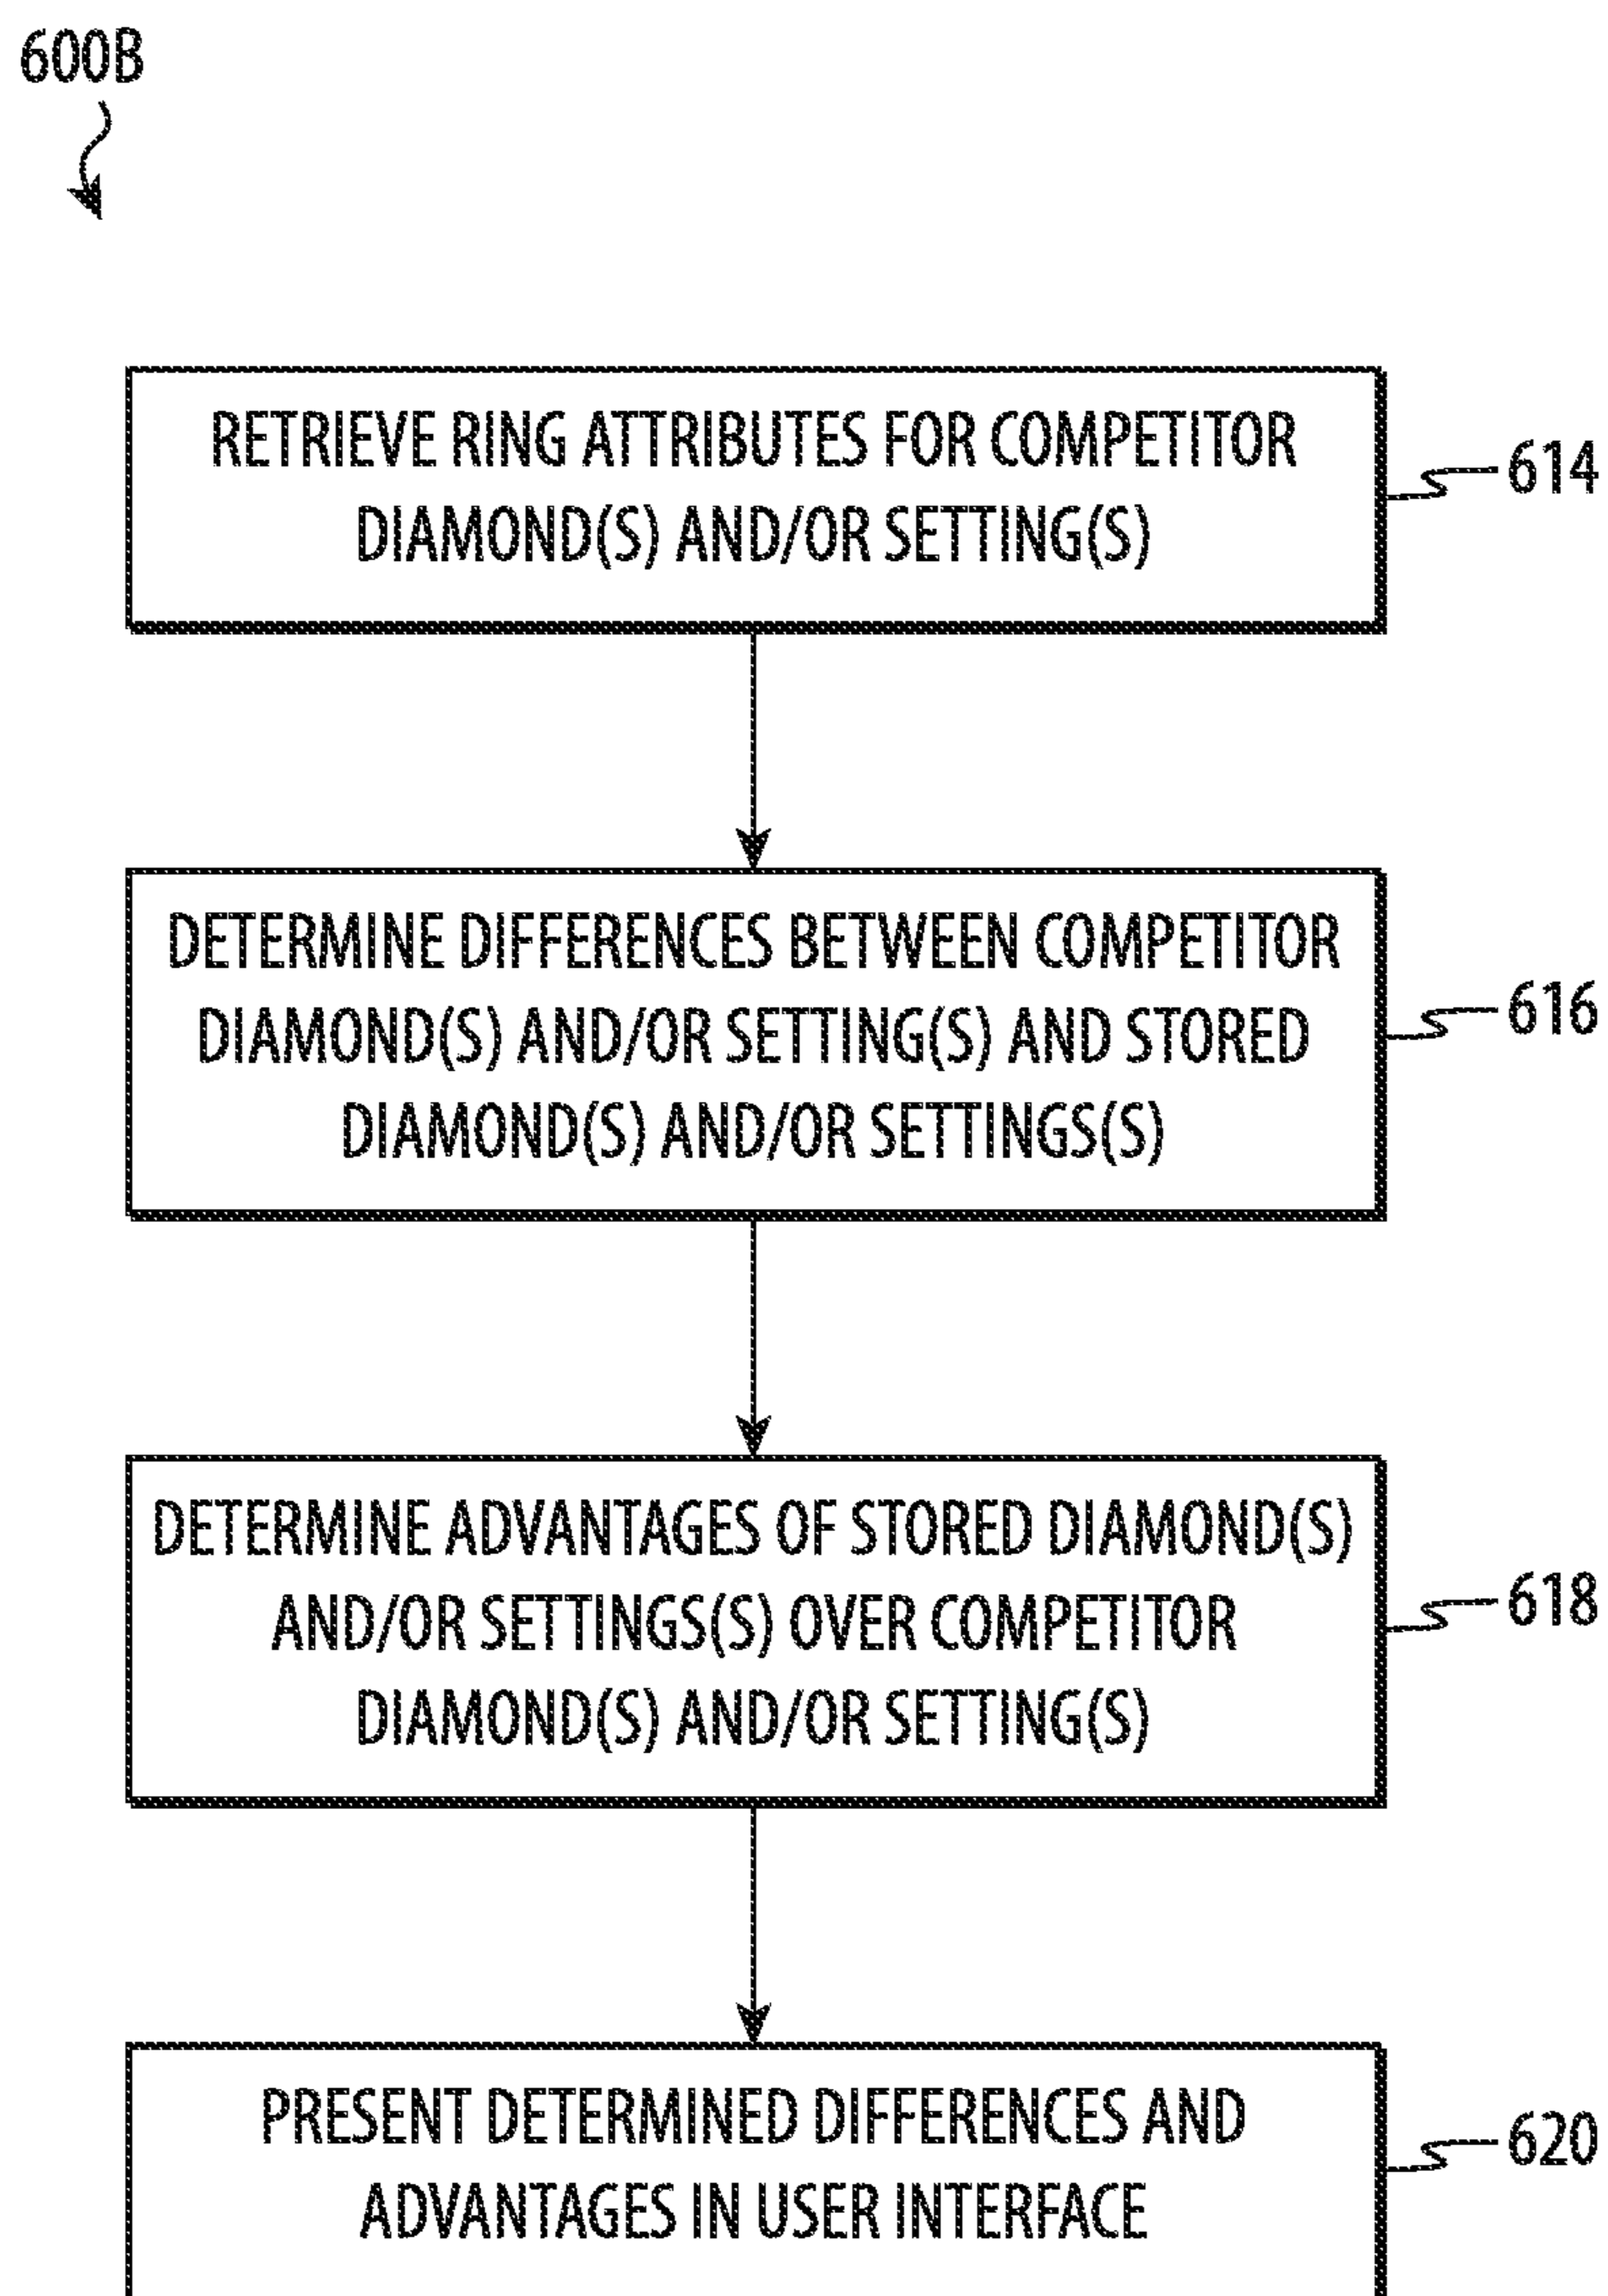 600B
RETRIEVE RING ATTRIBUTES FOR COMPETITOR
DIAMOND(S) AND/OR SETTING(S)
614
DETERMINE DIFFERENCES BETWEEN COMPETITOR
DIAMOND(S) AND/OR SETTING(S) AND STORED
DIAMOND(S) AND/OR SETTINGS(S)
616
DETERMINE ADVANTAGES OF STORED DIAMOND(S)
AND/OR SETTINGS(S) OVER COMPETITOR
DIAMOND(S) AND/OR SETTING(S)
618
PRESENT DETERMINED DIFFERENCES AND
ADVANTAGES IN USER INTERFACE
620